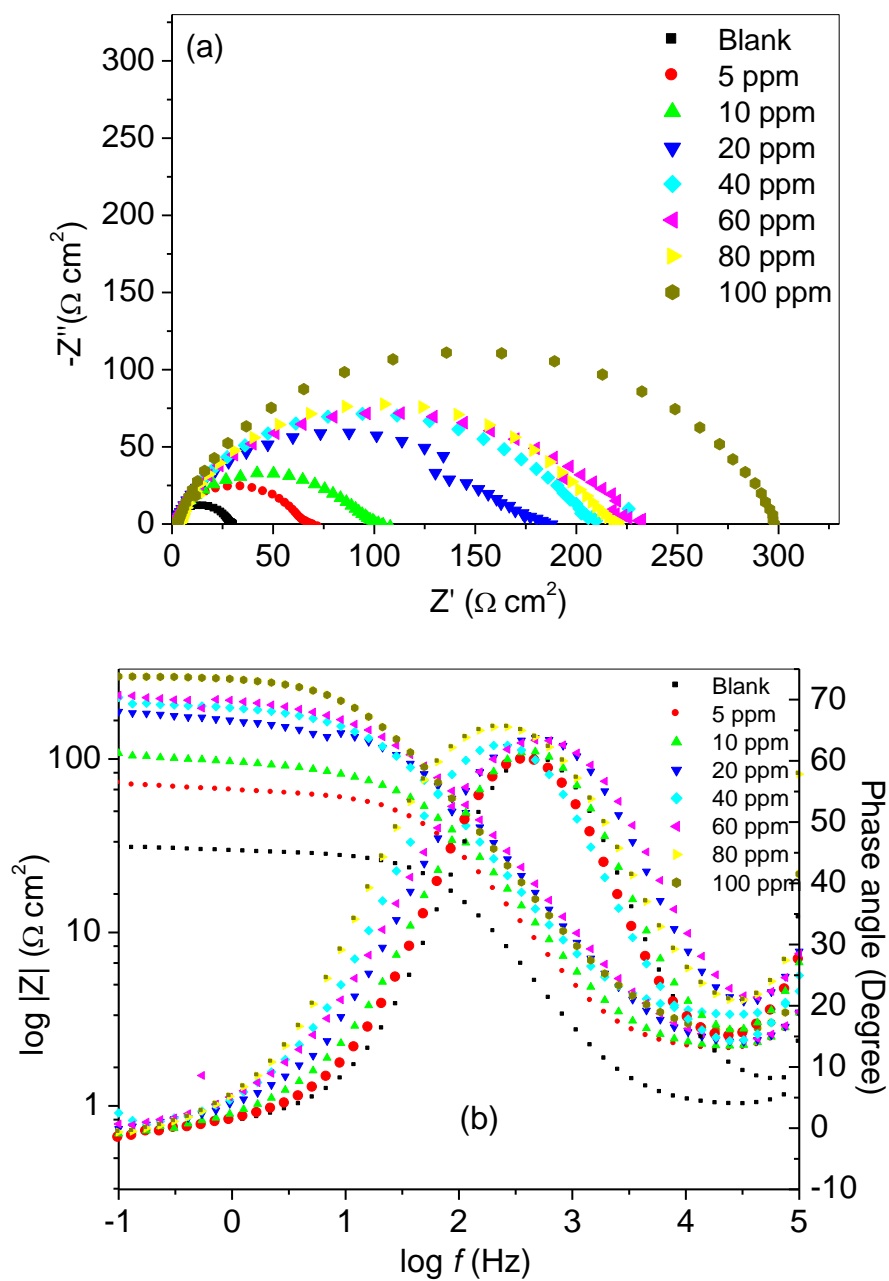 (a)
Blank
5 ppm
10 ppm
20 ppm
40 ppm
60 ppm
80 ppm
100 ppm
300
250
200
150
100
50
0
-Z''(Ω cm²)
0 50 100 150 200 250 300
Z' (Ω cm²)
Blank
5 ppm
10 ppm
20 ppm
40 ppm
60 ppm
80 ppm
100 ppm
100
10
1
log |Z| (Ω cm²)
70
60
50
40
30
20
10
0
-10
Phase angle (Degree)
(b)
-1 0 1 2 3 4 5
log f (Hz)